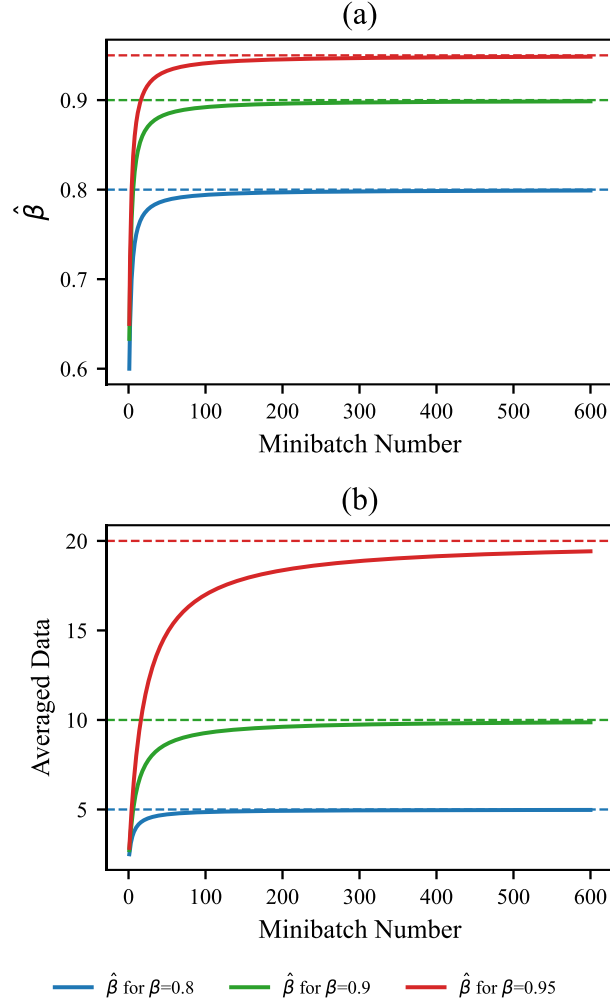 (a)
0.9
0.8
0.7
0.6
β̂
0 100 200 300 400 500 600
Minibatch Number
(b)
20
15
10
5
Averaged Data
0 100 200 300 400 500 600
Minibatch Number
β̂ for β=0.8 β̂ for β=0.9 β̂ for β=0.95